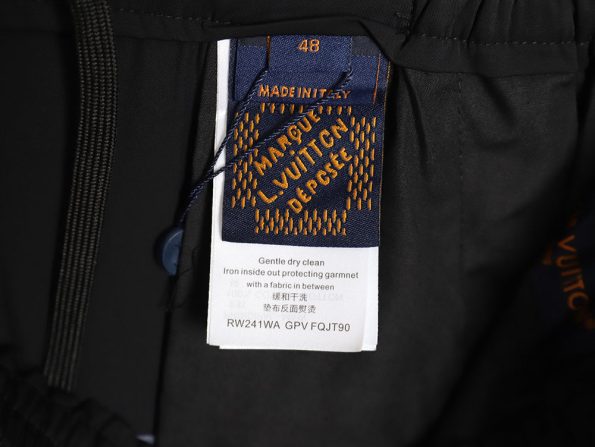 48
MADE IN ITALY
MARQUE
L.VUITTON
DÉPOSÉE
Gentle dry clean
Iron inside out protecting garmnet
with a fabric in between
缓和干洗
垫布反面熨烫
RW241WA GPV FQJT90
VUITTON